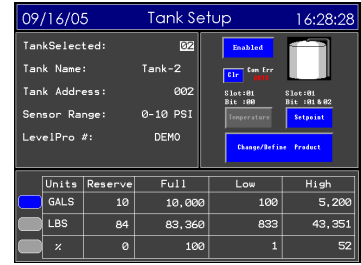 09/16/05 Tank Setup 16:28:28
TankSelected: 02
Tank Name: Tank-2
Tank Address: 002
Sensor Range: 0-10 PSI
LevelPro #: DEMO
Enabled
Clr Com Err
Slot:01 Slot:01
Bit :00 Bit :01&02
Temperature Setpoint
Change/Define Product
Units Reserve Full Low High
GALS 10 10,000 100 5,200
LBS 84 83,360 833 43,351
% 0 100 1 52